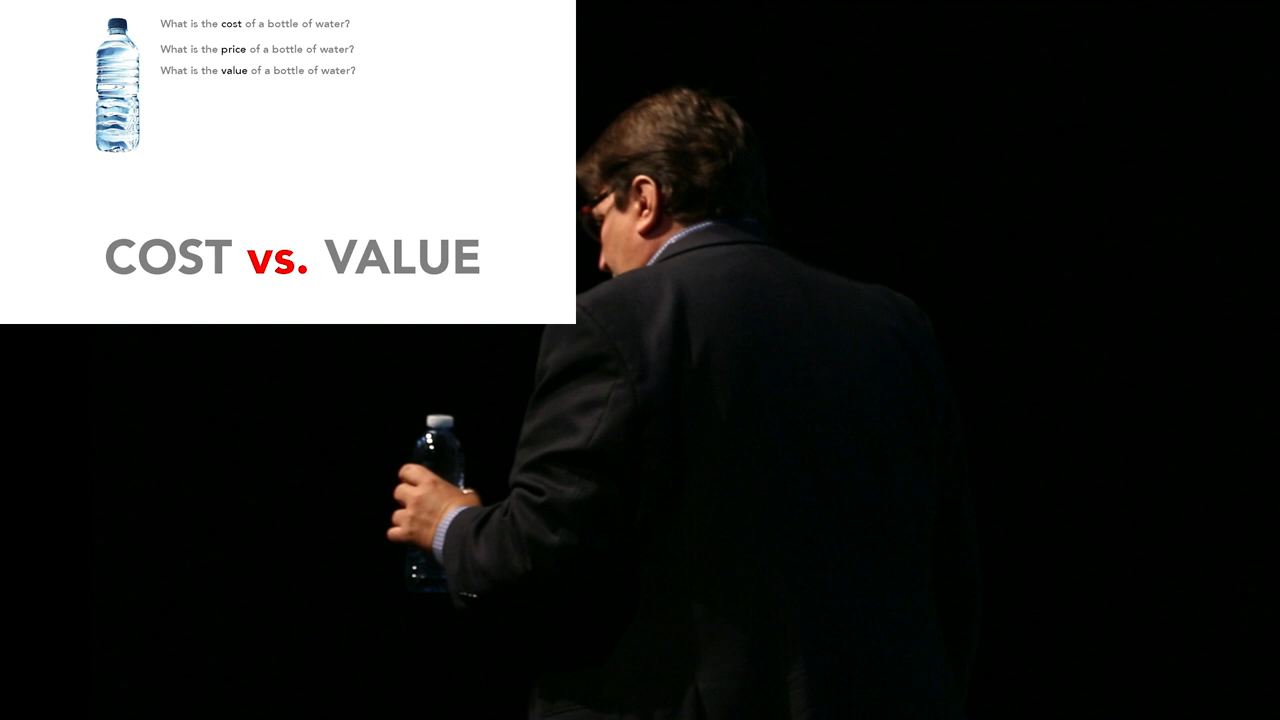 What is the cost of a bottle of water?
What is the price of a bottle of water?
What is the value of a bottle of water?
COST vs. VALUE